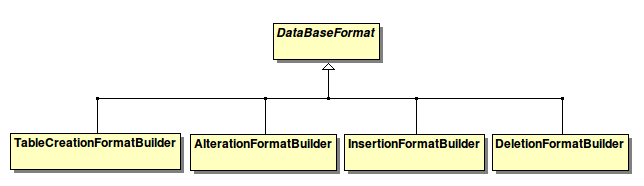 DataBaseFormat
TableCreationFormatBuilder
AlterationFormatBuilder
InsertionFormatBuilder
DeletionFormatBuilder